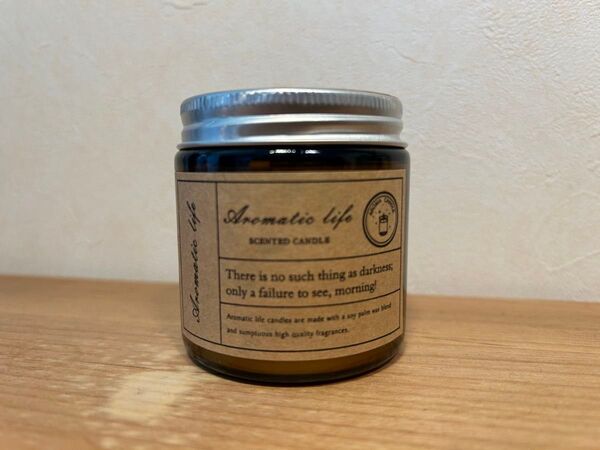 Aromatic life
Aromatic life
SCENTED CANDLE
There is no such thing as darkness;
only a failure to see, morning!
Aromatic life candles are made with a soy palm wax blend
and sumptuous high quality fragrances.